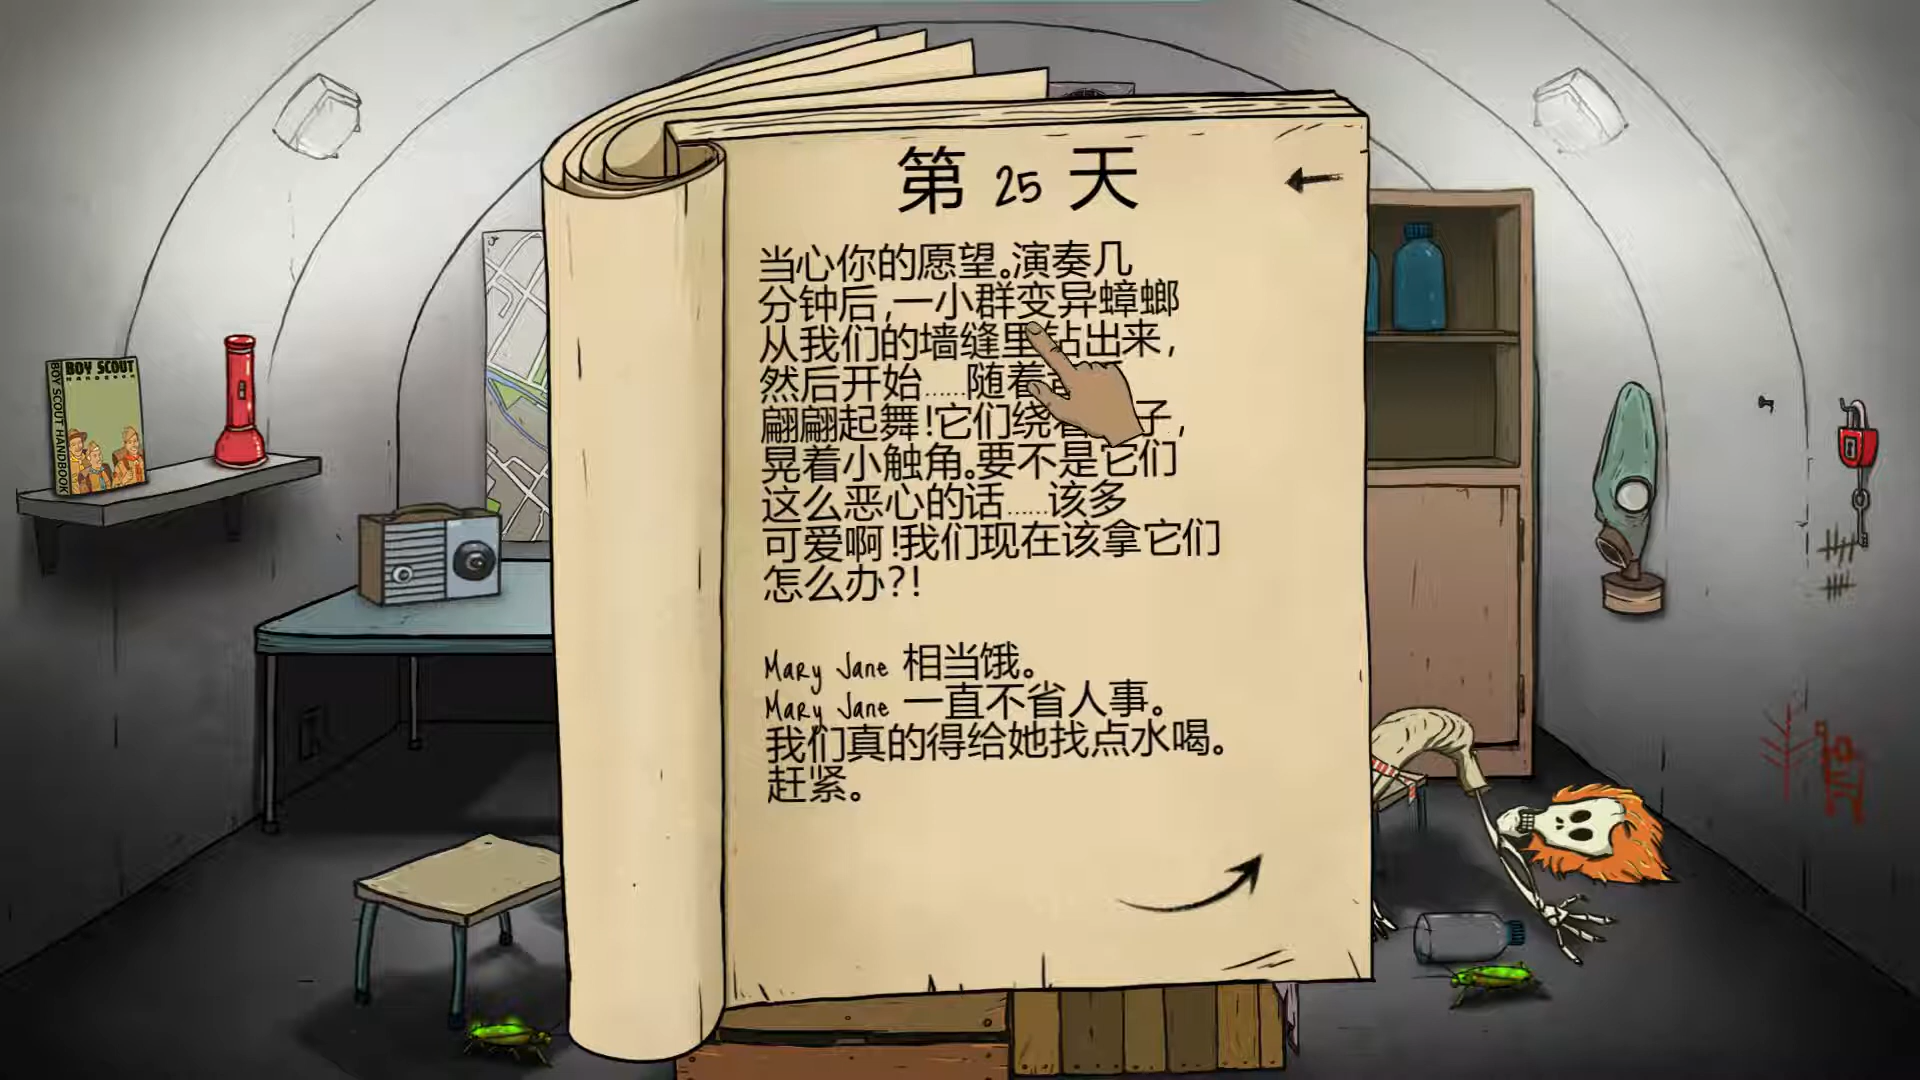 第 25 天
当心你的愿望。演奏几
分钟后,一小群变异蟑螂
从我们的墙缝里钻出来,
然后开始……随着
翩翩起舞!它们绕着 子,
晃着小触角。要不是它们
这么恶心的话……该多
可爱啊!我们现在该拿它们
怎么办?!
Mary Jane 相当饿。
Mary Jane 一直不省人事。
我们真的得给她找点水喝。
赶紧。
BOY SCOUT
HANDBOOK
BOY SCOUT HANDBOOK